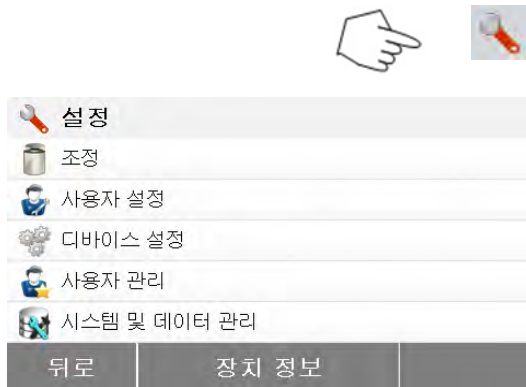 설정
조정
사용자 설정
디바이스 설정
사용자 관리
시스템 및 데이터 관리
뒤로 장치 정보